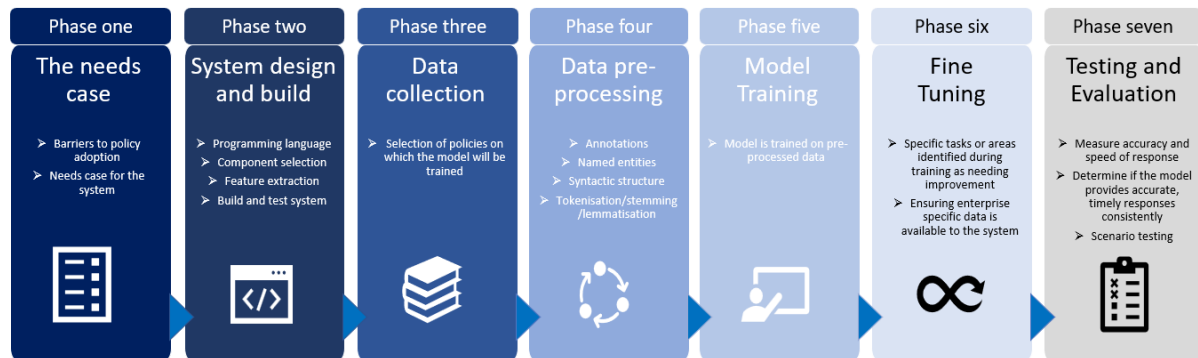 Phase one
The needs
case
➢ Barriers to policy
adoption
➢ Needs case for the
system
Phase two
System design
and build
➢ Programming language
➢ Component selection
➢ Feature extraction
➢ Build and test system
</>
Phase three
Data
collection
➢ Selection of policies on
which the model will be
trained
Phase four
Data pre-
processing
➢ Annotations
➢ Named entities
➢ Syntactic structure
➢ Tokenisation/stemming
/lemmatisation
Phase five
Model
Training
➢ Model is trained on pre-
processed data
Phase six
Fine
Tuning
➢ Specific tasks or areas
identified during
training as needing
improvement
➢ Ensuring enterprise
specific data is
available to the system
Phase seven
Testing and
Evaluation
➢ Measure accuracy and
speed of response
➢ Determine if the model
provides accurate,
timely responses
consistently
➢ Scenario testing